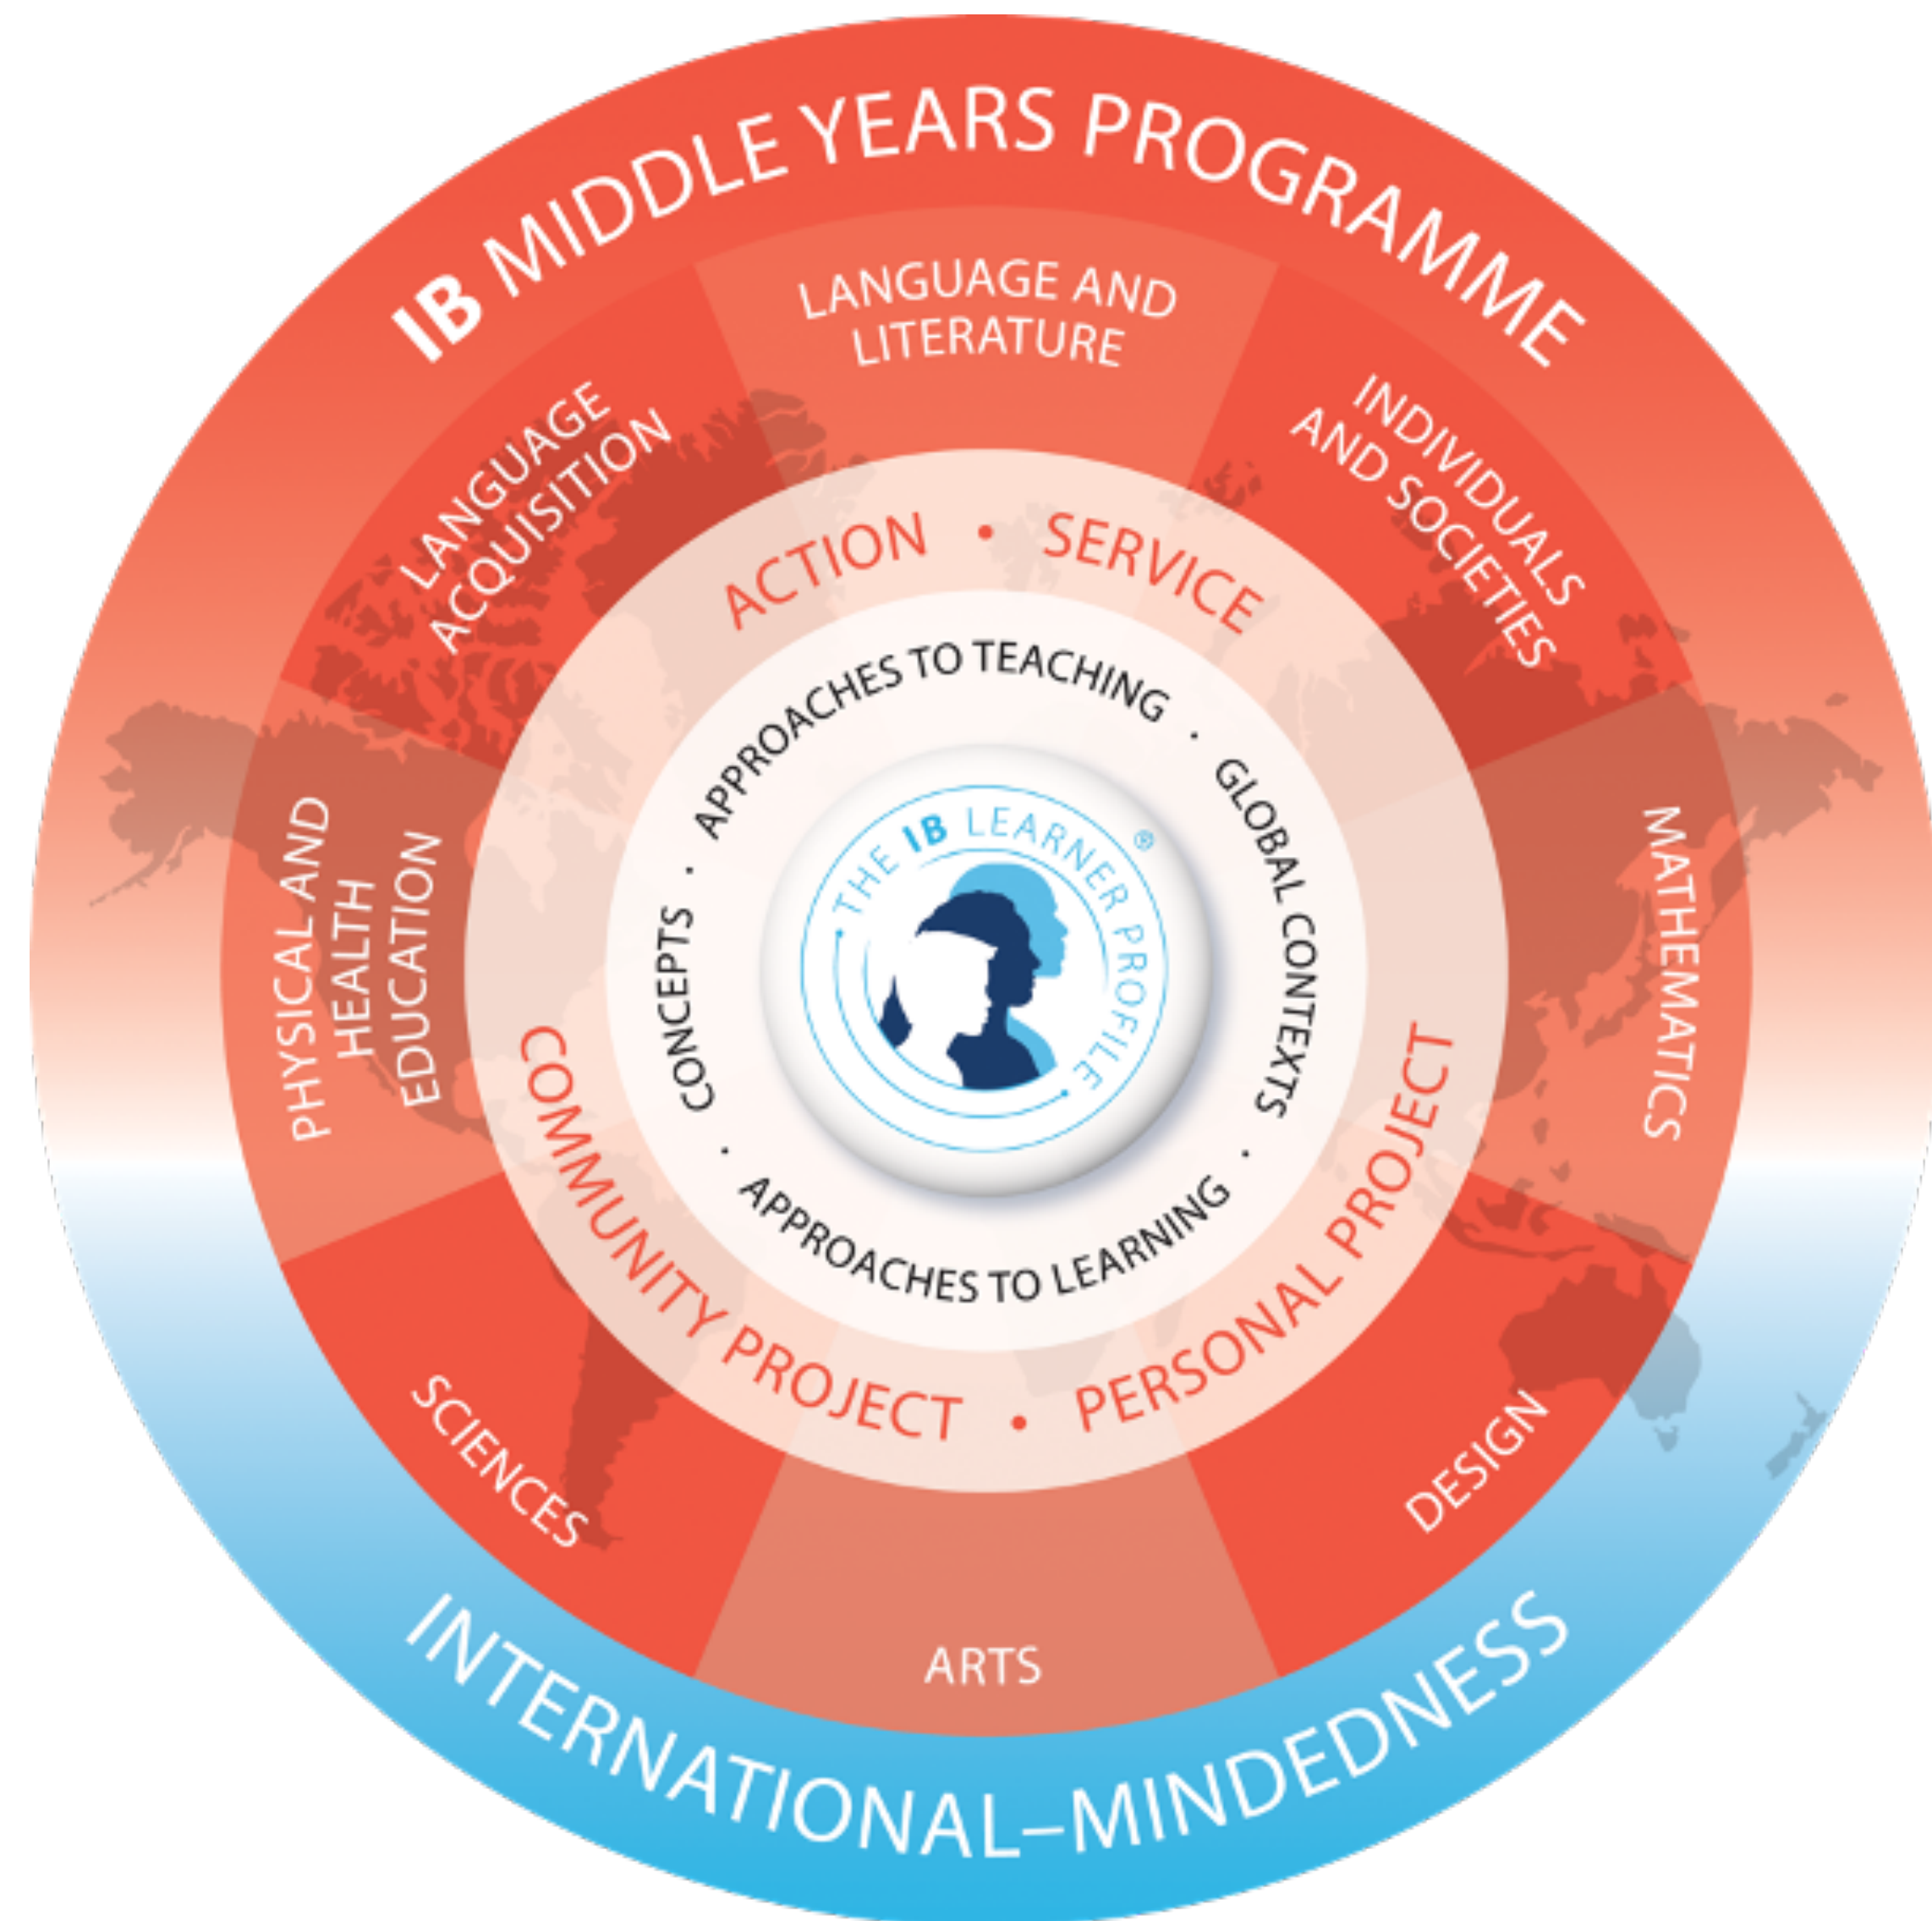 IB MIDDLE YEARS PROGRAMME
LANGUAGE AND
LITERATURE
INDIVIDUALS
AND SOCIETIES
MATHEMATICS
DESIGN
ARTS
SCIENCES
PHYSICAL AND
HEALTH
EDUCATION
LANGUAGE
ACQUISITION
ACTION • SERVICE
COMMUNITY PROJECT • PERSONAL PROJECT
APPROACHES TO TEACHING · GLOBAL CONTEXTS ·
CONCEPTS ·
· APPROACHES TO LEARNING
THE IB LEARNER PROFILE ®
INTERNATIONAL–MINDEDNESS